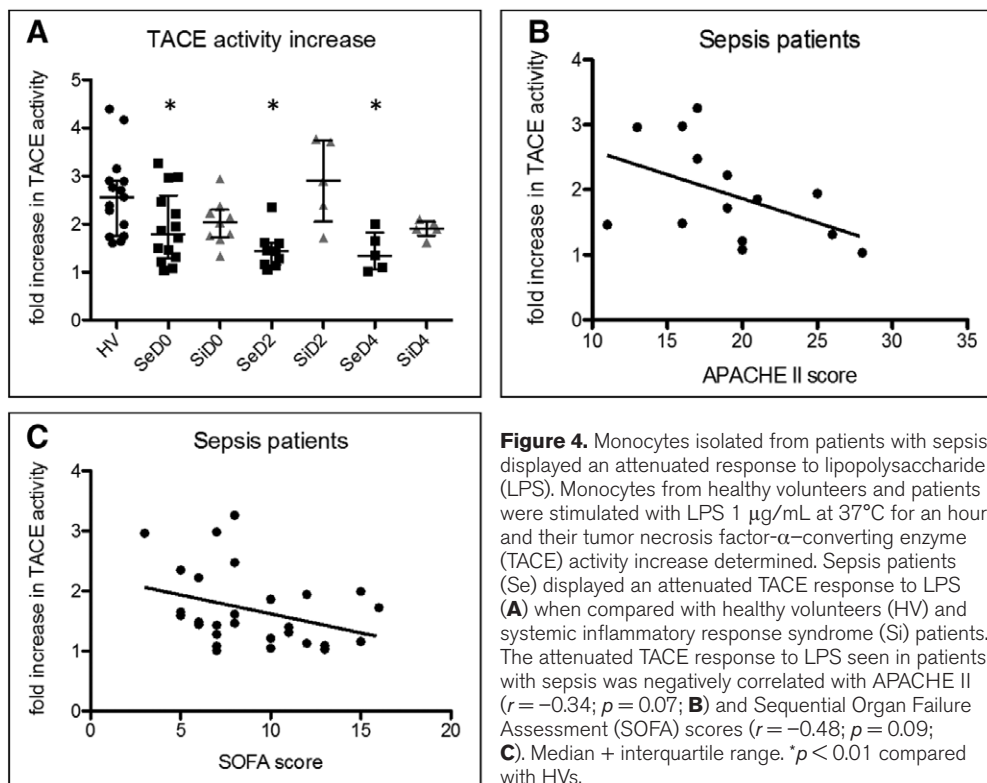 A
TACE activity increase
fold increase in TACE activity
5
4
3
2
1
0
* * *
HV SeD0 SiD0 SeD2 SiD2 SeD4 SiD4
B
Sepsis patients
fold increase in TACE activity
4
3
2
1
0
10 15 20 25 30 35
APACHE II score
C
Sepsis patients
fold increase in TACE activity
4
3
2
1
0
0 5 10 15 20
SOFA score
Figure 4. Monocytes isolated from patients with sepsis
displayed an attenuated response to lipopolysaccharide
(LPS). Monocytes from healthy volunteers and patients
were stimulated with LPS 1 μg/mL at 37°C for an hour
and their tumor necrosis factor-α–converting enzyme
(TACE) activity increase determined. Sepsis patients
(Se) displayed an attenuated TACE response to LPS
(A) when compared with healthy volunteers (HV) and
systemic inflammatory response syndrome (Si) patients.
The attenuated TACE response to LPS seen in patients
with sepsis was negatively correlated with APACHE II
(r = −0.34; p = 0.07; B) and Sequential Organ Failure
Assessment (SOFA) scores (r = −0.48; p = 0.09;
C). Median + interquartile range. *p < 0.01 compared
with HVs.